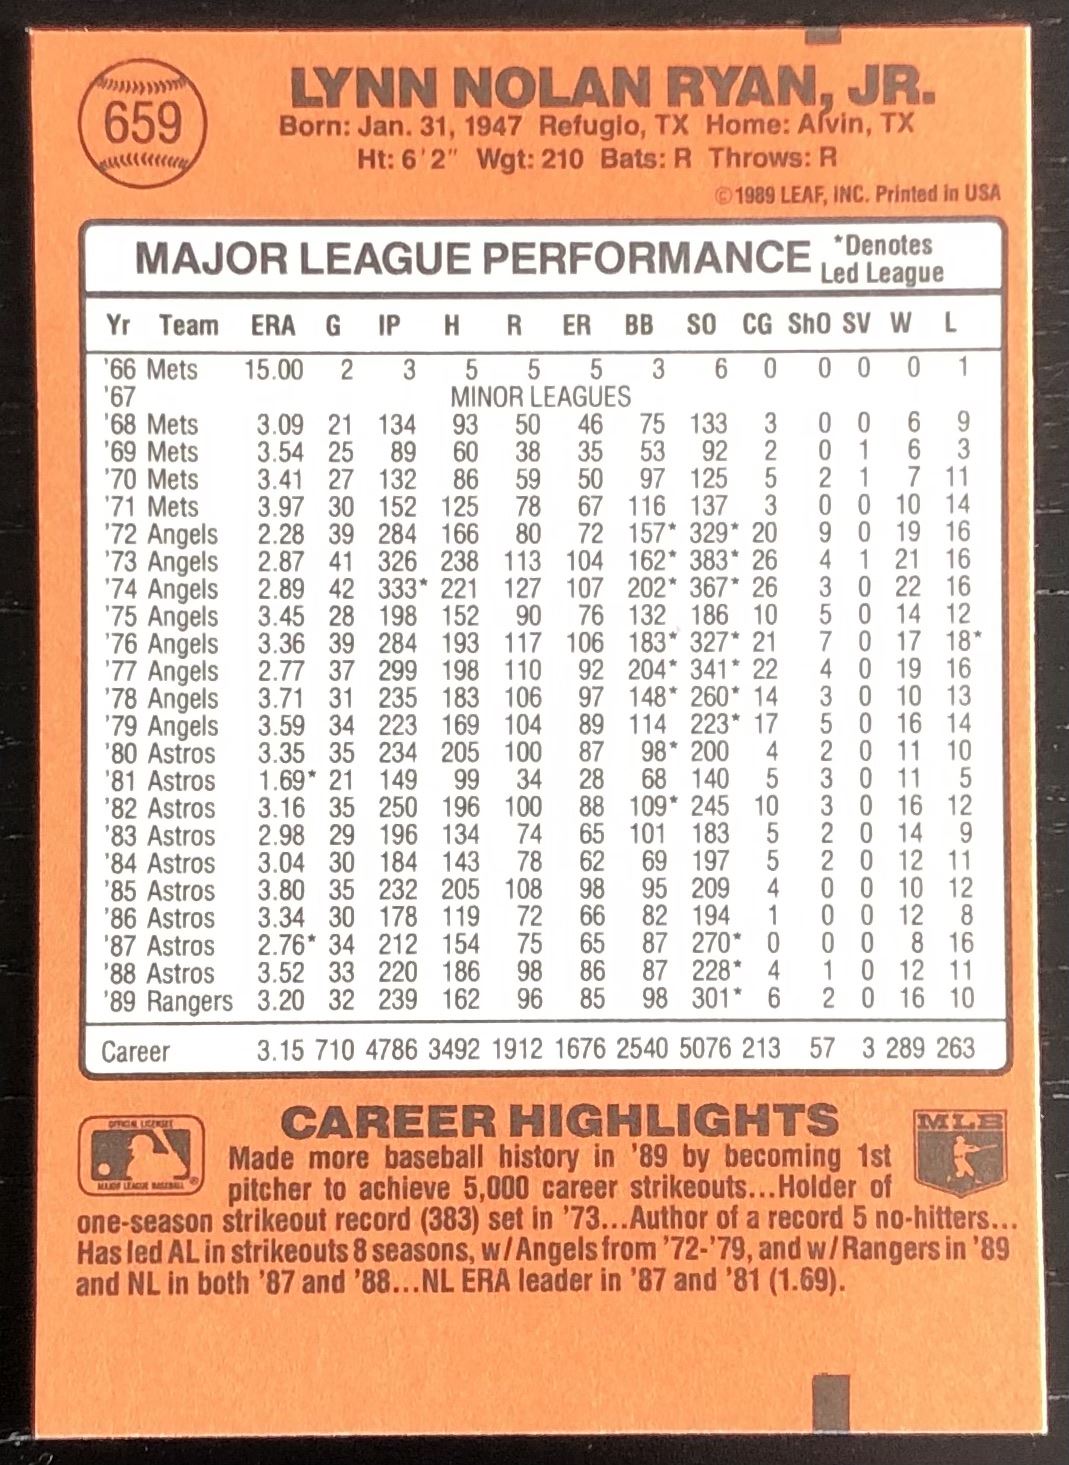 659
LYNN NOLAN RYAN, JR.
Born: Jan. 31, 1947 Refugio, TX Home: Alvin, TX
Ht: 6'2" Wgt: 210 Bats: R Throws: R
©1989 LEAF, INC. Printed in USA
MAJOR LEAGUE PERFORMANCE *Denotes
Led League
Yr Team ERA G IP H R ER BB SO CG ShO SV W L
'66 Mets 15.00 2 3 5 5 5 3 6 0 0 0 0 1
'67 MINOR LEAGUES
'68 Mets 3.09 21 134 93 50 46 75 133 3 0 0 6 9
'69 Mets 3.54 25 89 60 38 35 53 92 2 0 1 6 3
'70 Mets 3.41 27 132 86 59 50 97 125 5 2 1 7 11
'71 Mets 3.97 30 152 125 78 67 116 137 3 0 0 10 14
'72 Angels 2.28 39 284 166 80 72 157* 329* 20 9 0 19 16
'73 Angels 2.87 41 326 238 113 104 162* 383* 26 4 1 21 16
'74 Angels 2.89 42 333* 221 127 107 202* 367* 26 3 0 22 16
'75 Angels 3.45 28 198 152 90 76 132 186 10 5 0 14 12
'76 Angels 3.36 39 284 193 117 106 183* 327* 21 7 0 17 18*
'77 Angels 2.77 37 299 198 110 92 204* 341* 22 4 0 19 16
'78 Angels 3.71 31 235 183 106 97 148* 260* 14 3 0 10 13
'79 Angels 3.59 34 223 169 104 89 114 223* 17 5 0 16 14
'80 Astros 3.35 35 234 205 100 87 98* 200 4 2 0 11 10
'81 Astros 1.69* 21 149 99 34 28 68 140 5 3 0 11 5
'82 Astros 3.16 35 250 196 100 88 109* 245 10 3 0 16 12
'83 Astros 2.98 29 196 134 74 65 101 183 5 2 0 14 9
'84 Astros 3.04 30 184 143 78 62 69 197 5 2 0 12 11
'85 Astros 3.80 35 232 205 108 98 95 209 4 0 0 10 12
'86 Astros 3.34 30 178 119 72 66 82 194 1 0 0 12 8
'87 Astros 2.76* 34 212 154 75 65 87 270* 0 0 0 8 16
'88 Astros 3.52 33 220 186 98 86 87 228* 4 1 0 12 11
'89 Rangers 3.20 32 239 162 96 85 98 301* 6 2 0 16 10
Career 3.15 710 4786 3492 1912 1676 2540 5076 213 57 3 289 263
CAREER HIGHLIGHTS
OFFICIAL LICENSEE
MAJOR LEAGUE BASEBALL®
MLB
Made more baseball history in '89 by becoming 1st
pitcher to achieve 5,000 career strikeouts...Holder of
one-season strikeout record (383) set in '73...Author of a record 5 no-hitters...
Has led AL in strikeouts 8 seasons, w/Angels from '72-'79, and w/Rangers in '89
and NL in both '87 and '88...NL ERA leader in '87 and '81 (1.69).